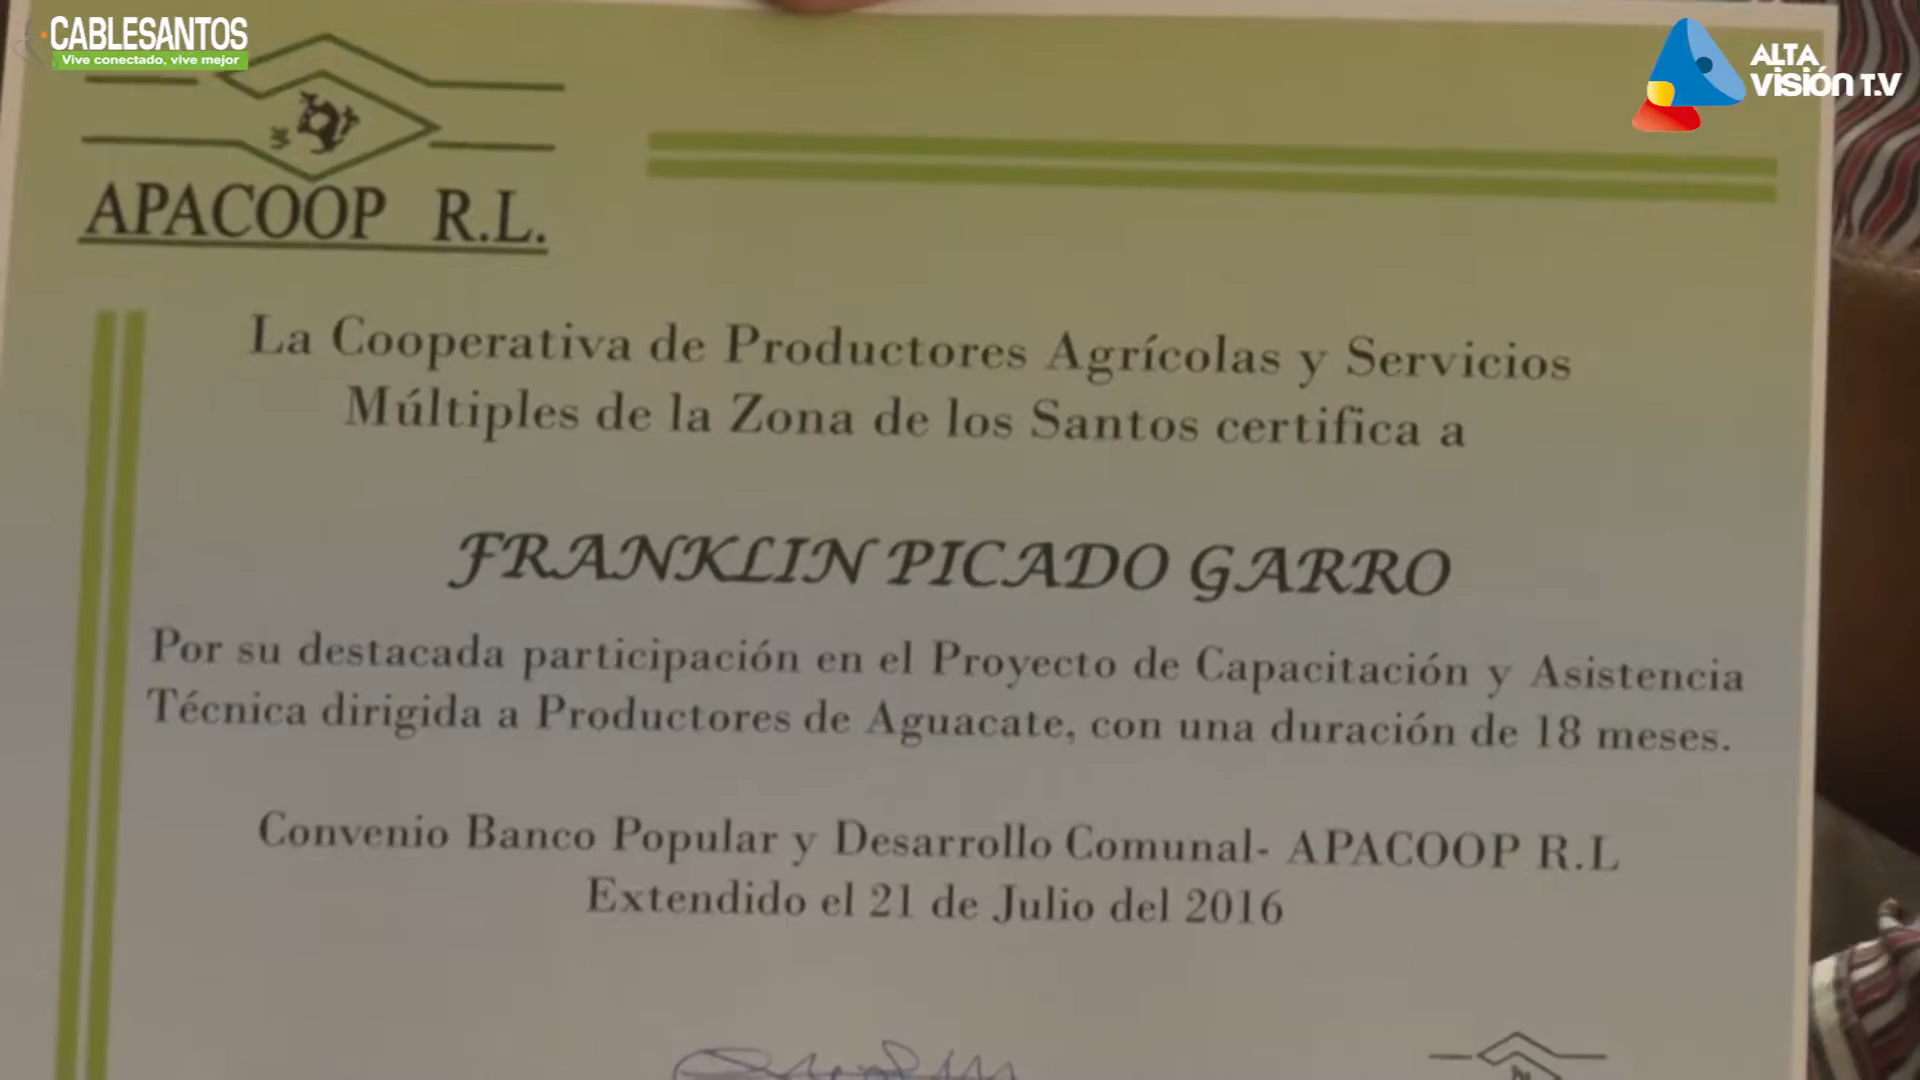 CABLESANTOS
Vive conectado, vive mejor
ALTA
VISIÓN T.V
APACOOP R.L.
La Cooperativa de Productores Agrícolas y Servicios
Múltiples de la Zona de los Santos certifica a
FRANKLIN PICADO GARRO
Por su destacada participación en el Proyecto de Capacitación y Asistencia
Técnica dirigida a Productores de Aguacate, con una duración de 18 meses.
Convenio Banco Popular y Desarrollo Comunal- APACOOP R.L
Extendido el 21 de Julio del 2016